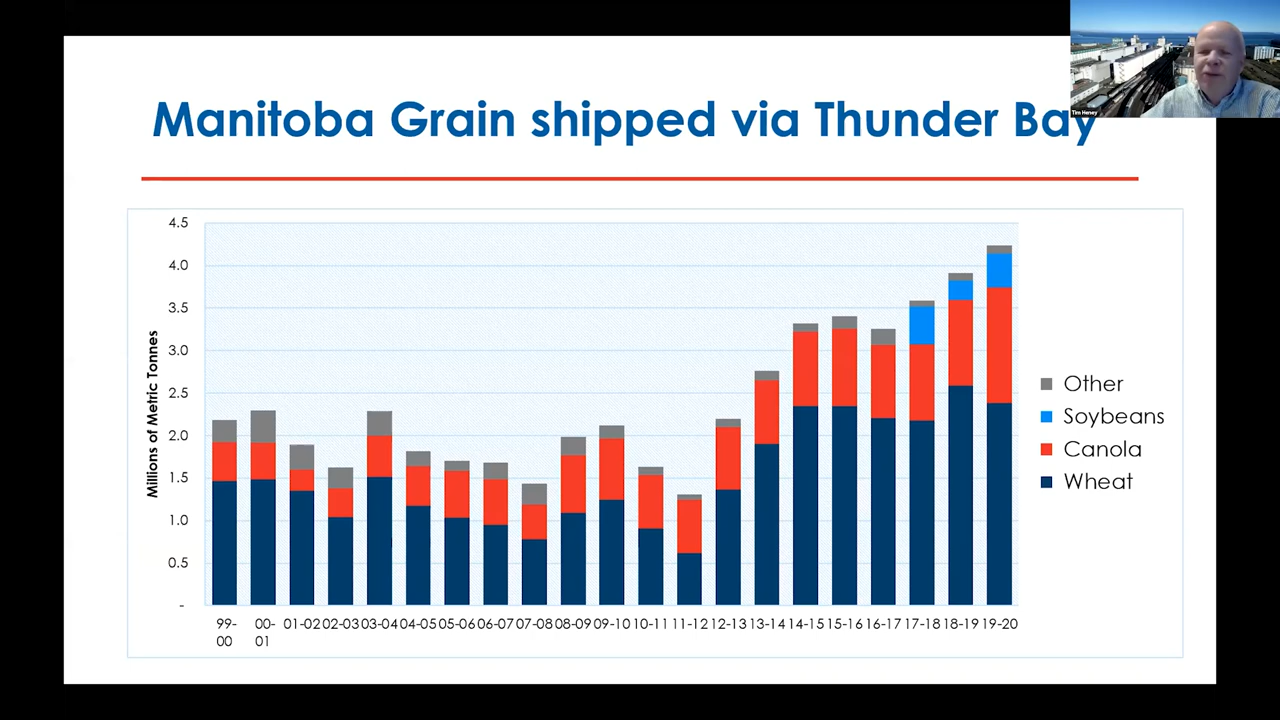 Manitoba Grain shipped via Thunder Bay
Tim Heney
4.5
4.0
3.5
3.0
2.5
2.0
1.5
1.0
0.5
-
Millions of Metric Tonnes
99-00 00-01 01-02 02-03 03-04 04-05 05-06 06-07 07-08 08-09 09-10 10-11 11-12 12-13 13-14 14-15 15-16 16-17 17-18 18-19 19-20
Other
Soybeans
Canola
Wheat